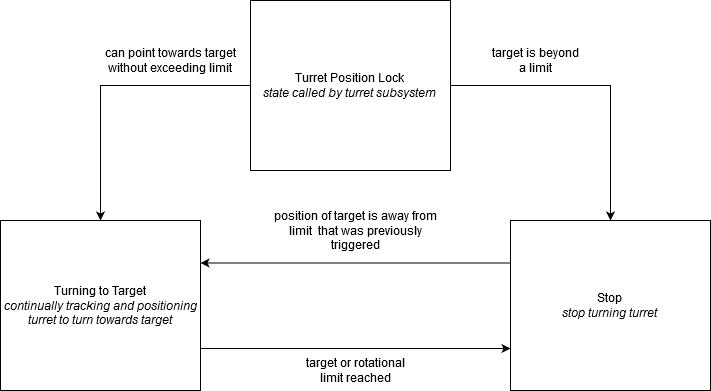 can point towards target
without exceeding limit
Turret Position Lock
state called by turret subsystem
target is beyond
a limit
position of target is away from
limit that was previously
triggered
Turning to Target
continually tracking and positioning
turret to turn towards target
Stop
stop turning turret
target or rotational
limit reached